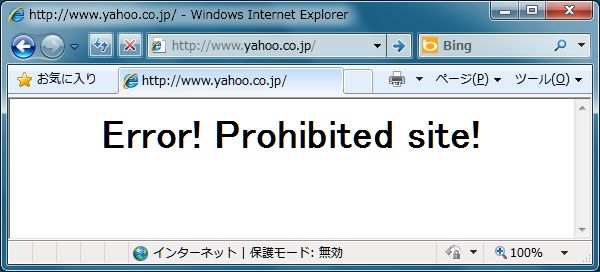 http://www.yahoo.co.jp/ - Windows Internet Explorer
http://www.yahoo.co.jp/ Bing
お気に入り http://www.yahoo.co.jp/ ページ(P) ツール(O)
Error! Prohibited site!
インターネット | 保護モード: 無効 100%